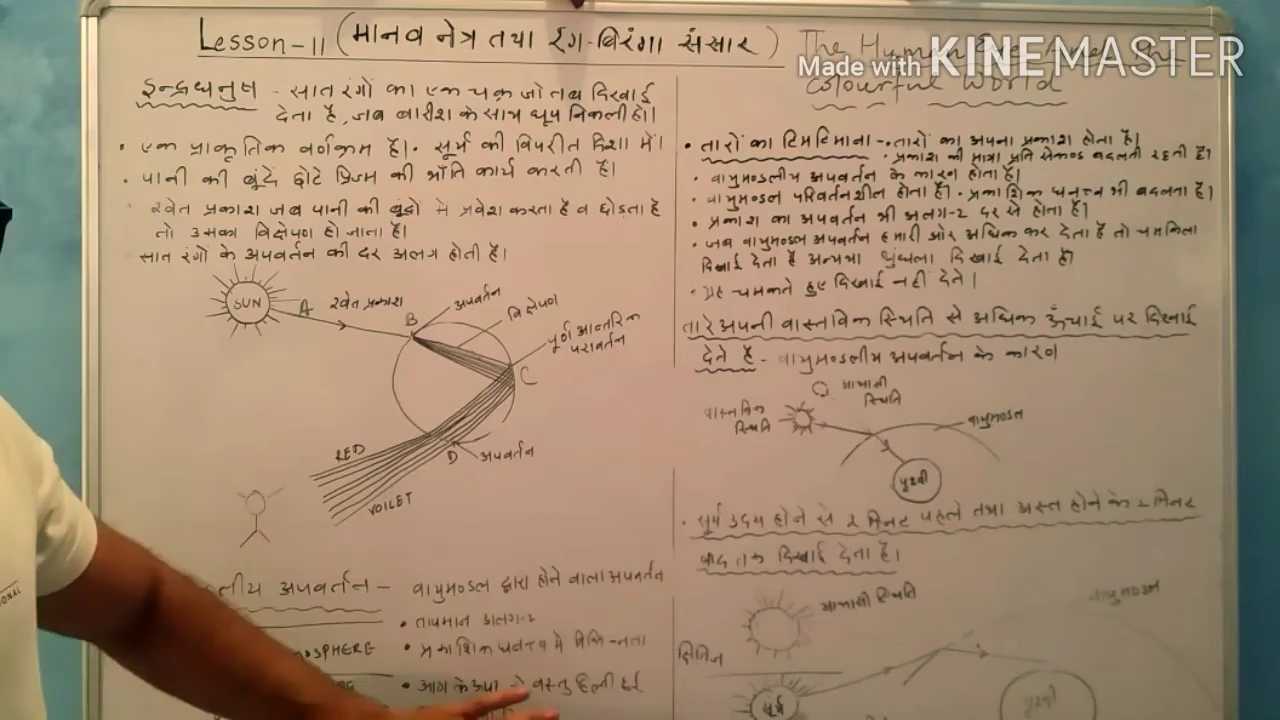 Lesson-11 (मानव नेत्र तथा रंग-बिरंगा संसार)
The Human Eye
Colourful World
Made with KINEMASTER
इन्द्रधनुष - सात रंगों का एक चक्र जो तब दिखाई
देता है, जब बारीश के साथ धूप निकली हो।
• एक प्राकृतिक वर्णक्रम है। • सूर्य की विपरीत दिशा में।
• पानी की बूंदें छोटे प्रिज्म की भाँति कार्य करती हैं।
श्वेत प्रकाश जब पानी की बूंदों मे प्रवेश करता है व छोड़ता है
तो उसका विक्षेपण हो जाता है।
सात रंगों के अपवर्तन की दर अलग होती है।
SUN
A
श्वेत प्रकाश
B
अपवर्तन
विक्षेपण
पूर्ण आन्तरिक
परावर्तन
C
RED
D
अपवर्तन
VOILET
लीय अपवर्तन - वायुमण्डल द्वारा होने वाला अपवर्तन
• तापमान अलग-2
OSPHERE
• प्रकाशिक घनत्व मे
• आग के वस्तु हिलती हुई
• तारों का टिमटिमाना - • तारों का अपना प्रकाश होता है।
• प्रकाश की मात्रा प्रति सेकण्ड बदलती रहती है।
• वायुमण्डलीय अपवर्तन के कारण होता है।
• वायुमण्डल परिवर्तनशील होता है। • प्रकाशिक घनत्व भी बदलता है।
• प्रकाश का अपवर्तन भी अलग-2 दर से होता है।
• जब वायुमण्डल अपवर्तन हमारी ओर अधिक कर देता है तो चमकिला
दिखाई देता है अन्यथा धुंधला दिखाई देता है।
• ग्रह चमकते हुए दिखाई नहीं देते।
तारे अपनी वास्तविक स्थिति से अधिक ऊँचाई पर दिखाई
देते है - वायुमण्डलीय अपवर्तन के कारण
आभासी
स्थिति
वास्तविक
स्थिति
वायुमण्डल
पृथ्वी
• सूर्य उदय होने से 2 मिनट पहले तथा अस्त होने के 2 मिनट
बाद तक दिखाई देता है।
आभासी स्थिति
वायुमण्डल
क्षितिज
सूर्य
पृथ्वी